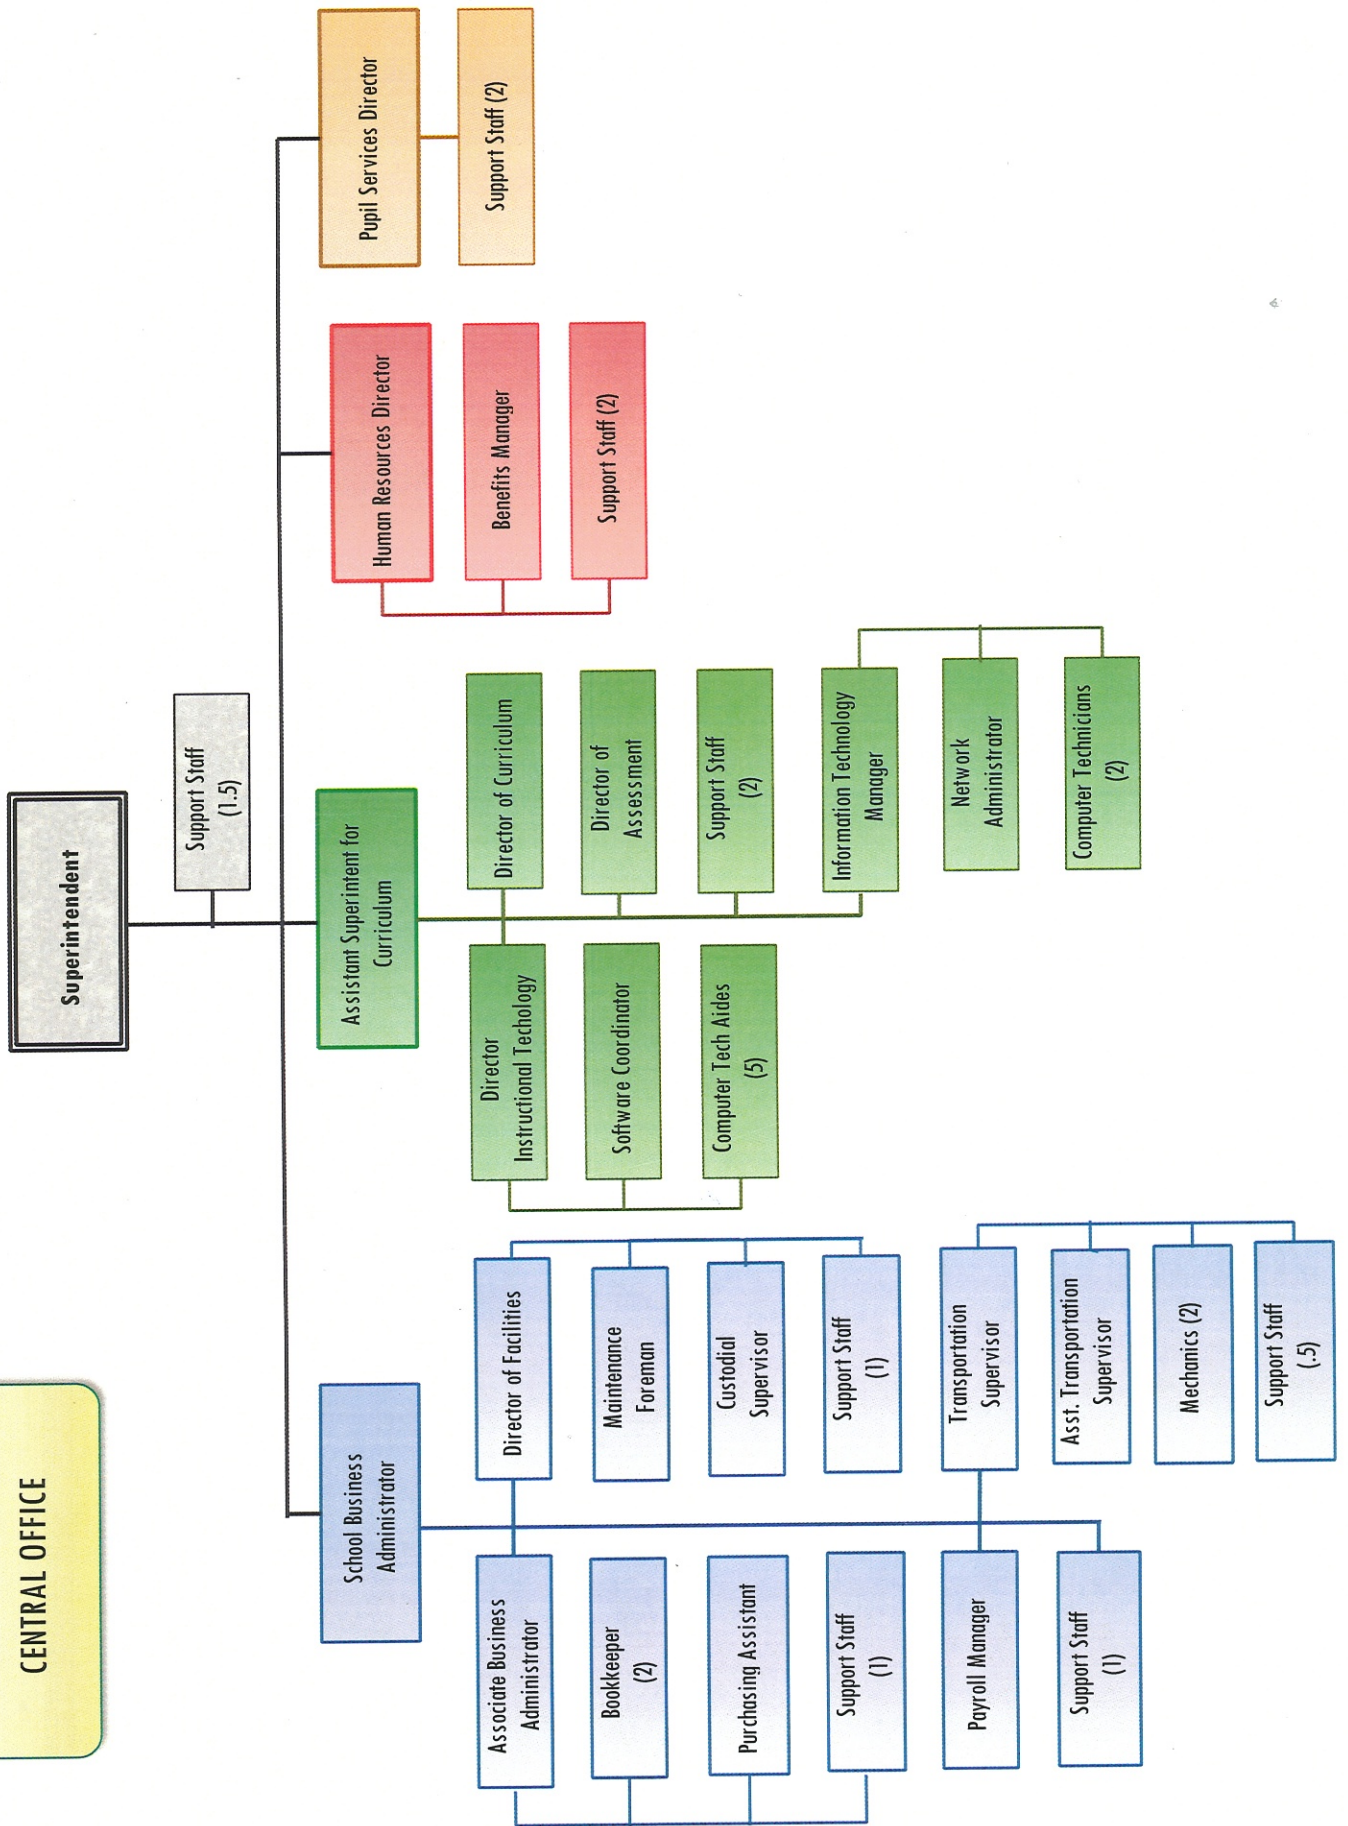 CENTRAL OFFICE
Superintendent
Support Staff
(1.5)
School Business
Administrator
Assistant Superintent for
Curriculum
Human Resources Director
Pupil Services Director
Associate Business
Administrator
Bookkeeper
(2)
Purchasing Assistant
Support Staff
(1)
Payroll Manager
Support Staff
(1)
Director of Facilities
Maintenance
Foreman
Custodial
Supervisor
Support Staff
(1)
Transportation
Supervisor
Asst. Transportation
Supervisor
Mechanics (2)
Support Staff
(.5)
Director
Instructional Techology
Software Coordinator
Computer Tech Aides
(5)
Director of Curriculum
Director of
Assessment
Support Staff
(2)
Information Technology
Manager
Network
Administrator
Computer Technicians
(2)
Benefits Manager
Support Staff (2)
Support Staff (2)